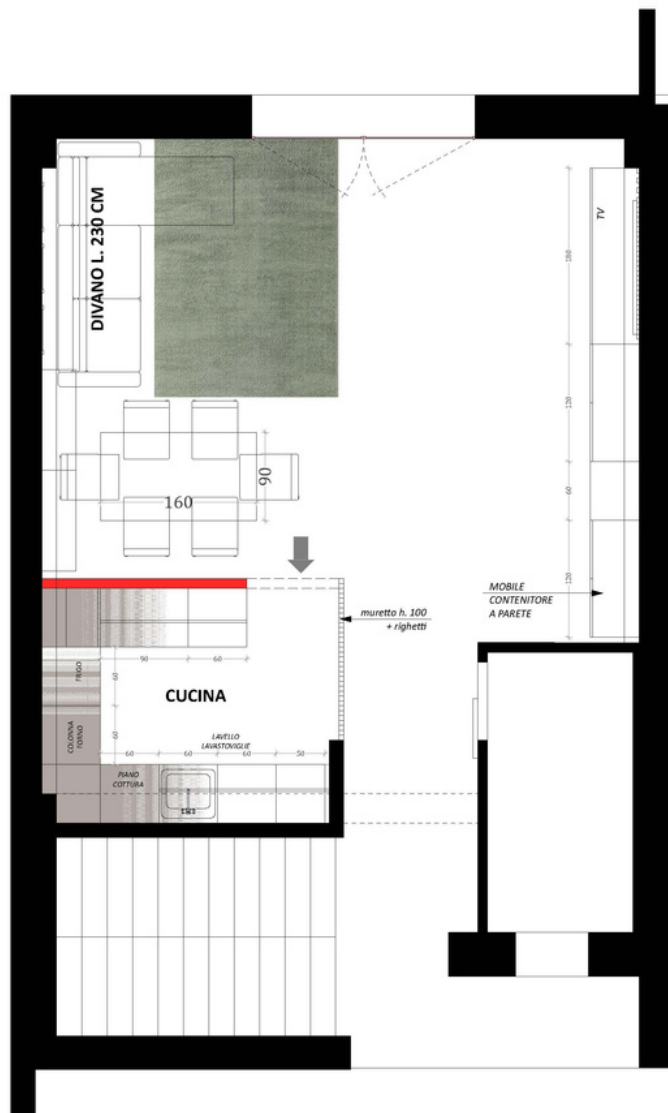 DIVANO L. 230 CM
TV
180
120
60
120
90
160
muretto h. 100
+ righetti
MOBILE
CONTENITORE
A PARETE
90
60
FRIGO
60
CUCINA
COLONNA
FORNO
60
LAVELLO
LAVASTOVIGLIE
60
60
60
50
PIANO
COTTURA